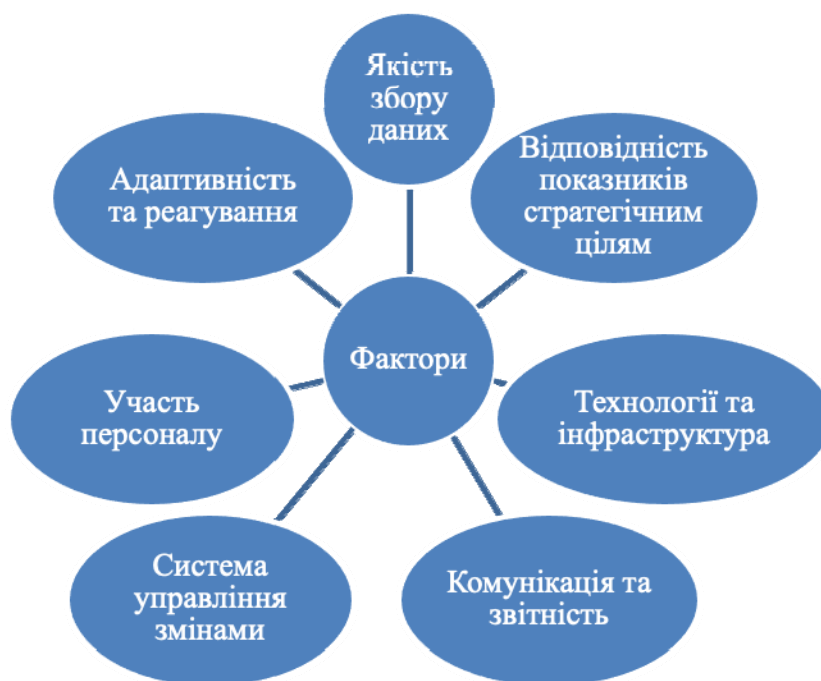 Якість
збору
даних
Відповідність
показників
стратегічним
цілям
Технології та
інфраструктура
Комунікація та
звітність
Система
управління
змінами
Участь
персоналу
Адаптивність
та реагування
Фактори